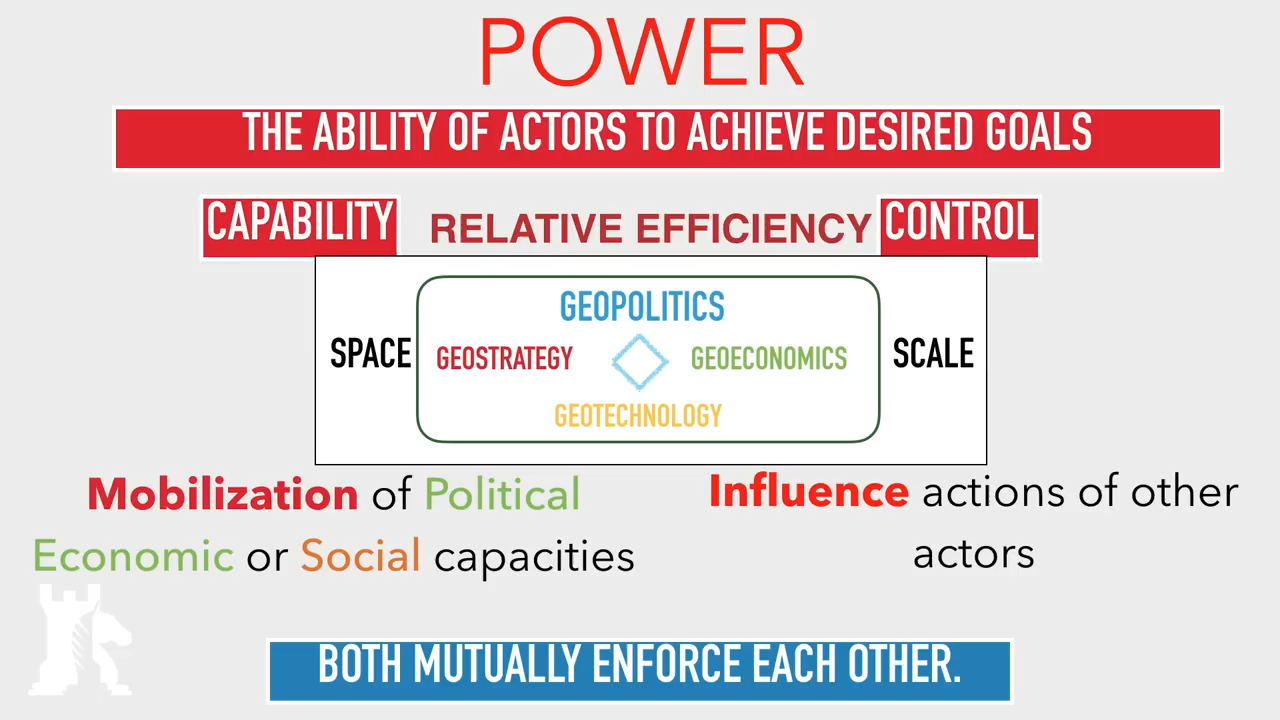 POWER
THE ABILITY OF ACTORS TO ACHIEVE DESIRED GOALS
CAPABILITY RELATIVE EFFICIENCY CONTROL
GEOPOLITICS
SPACE GEOSTRATEGY GEOECONOMICS SCALE
GEOTECHNOLOGY
Mobilization of Political
Economic or Social capacities
Influence actions of other
actors
BOTH MUTUALLY ENFORCE EACH OTHER.